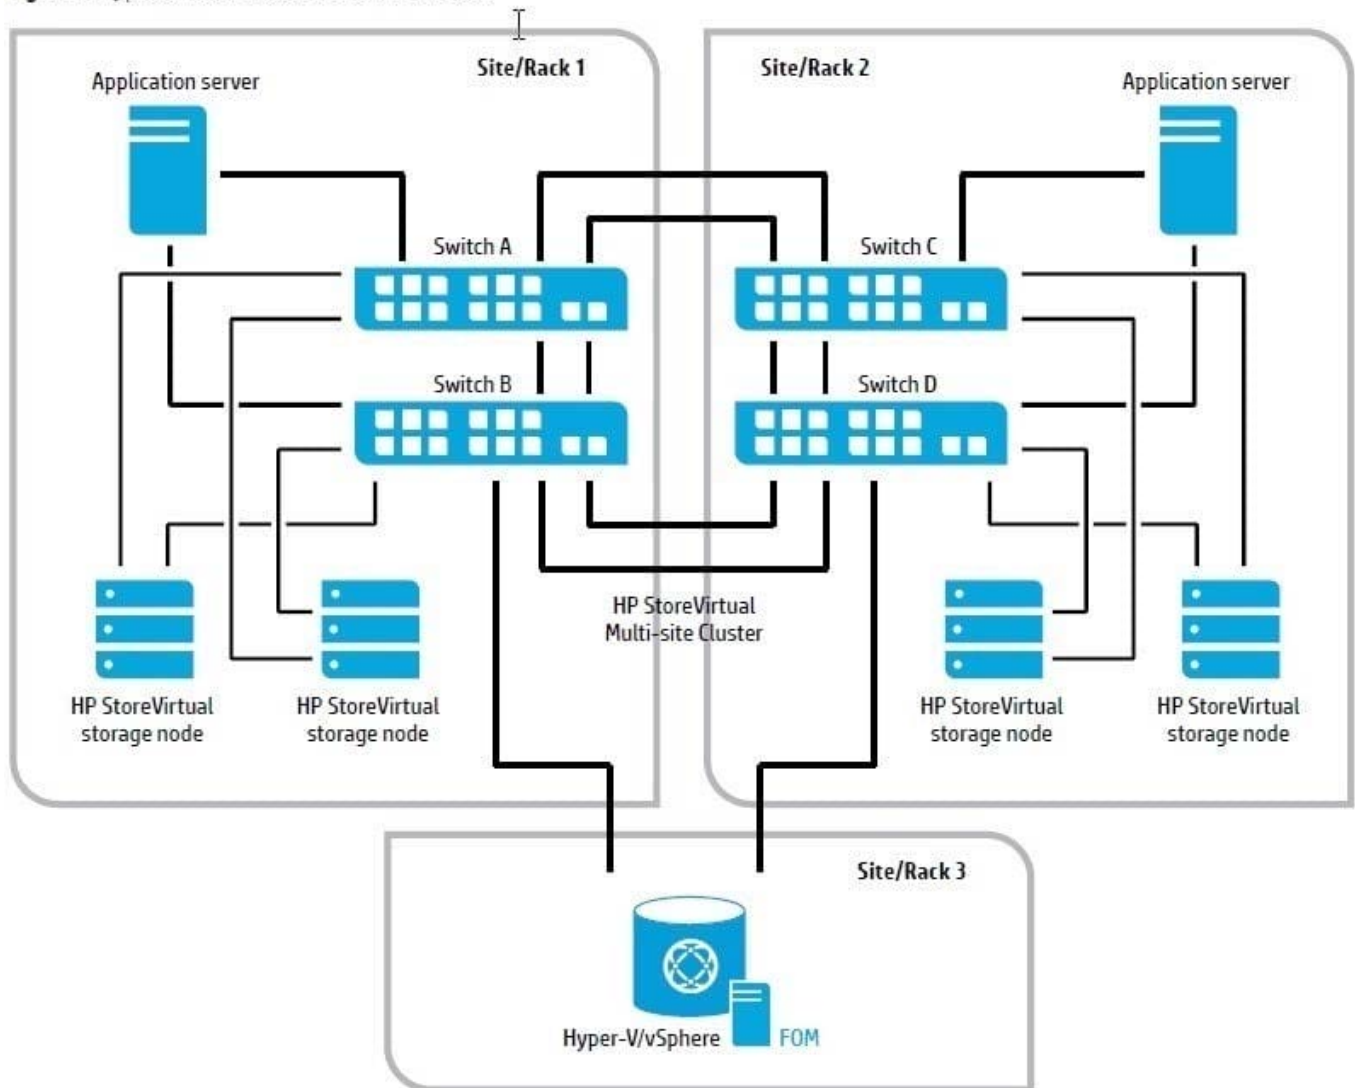 Site/Rack 1
Site/Rack 2
Application server
Application server
Switch A
Switch C
Switch B
Switch D
HP StoreVirtual
Multi-site Cluster
HP StoreVirtual
storage node
HP StoreVirtual
storage node
HP StoreVirtual
storage node
HP StoreVirtual
storage node
Site/Rack 3
Hyper-V/vSphere
FOM